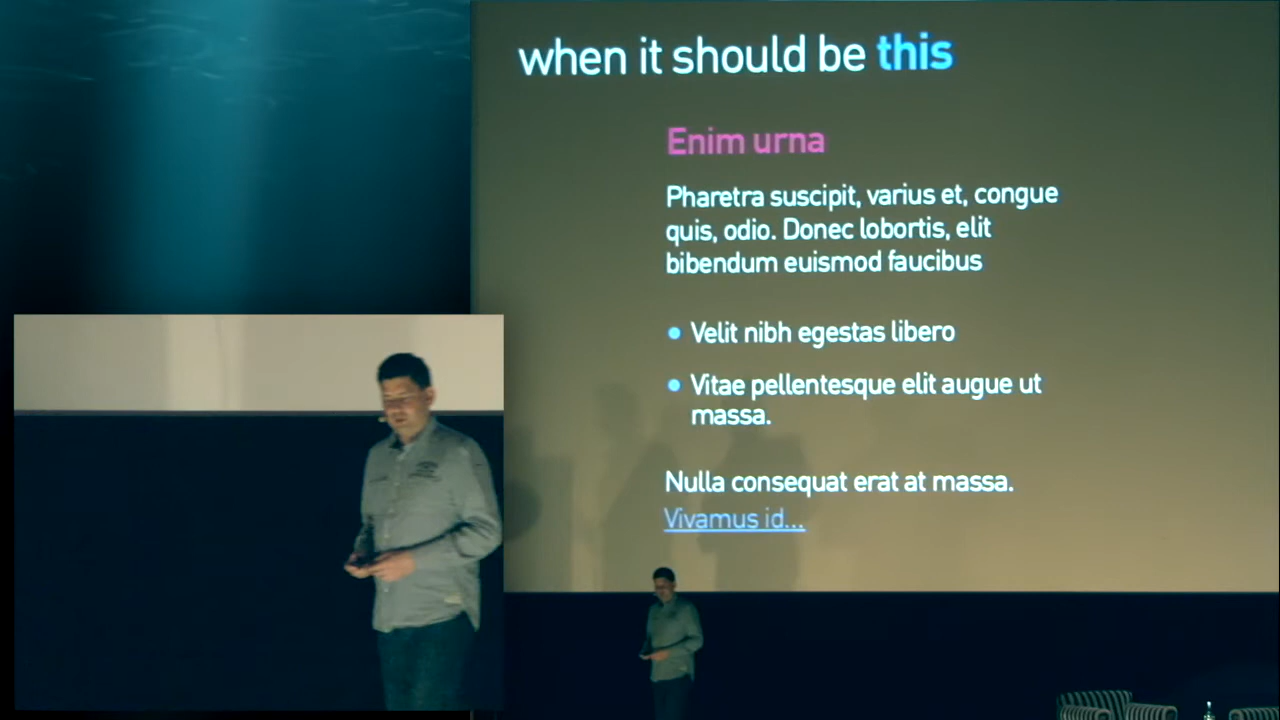 when it should be this
Enim urna
Pharetra suscipit, varius et, congue
quis, odio. Donec lobortis, elit
bibendum euismod faucibus
• Velit nibh egestas libero
• Vitae pellentesque elit augue ut
massa.
Nulla consequat erat at massa.
Vivamus id...